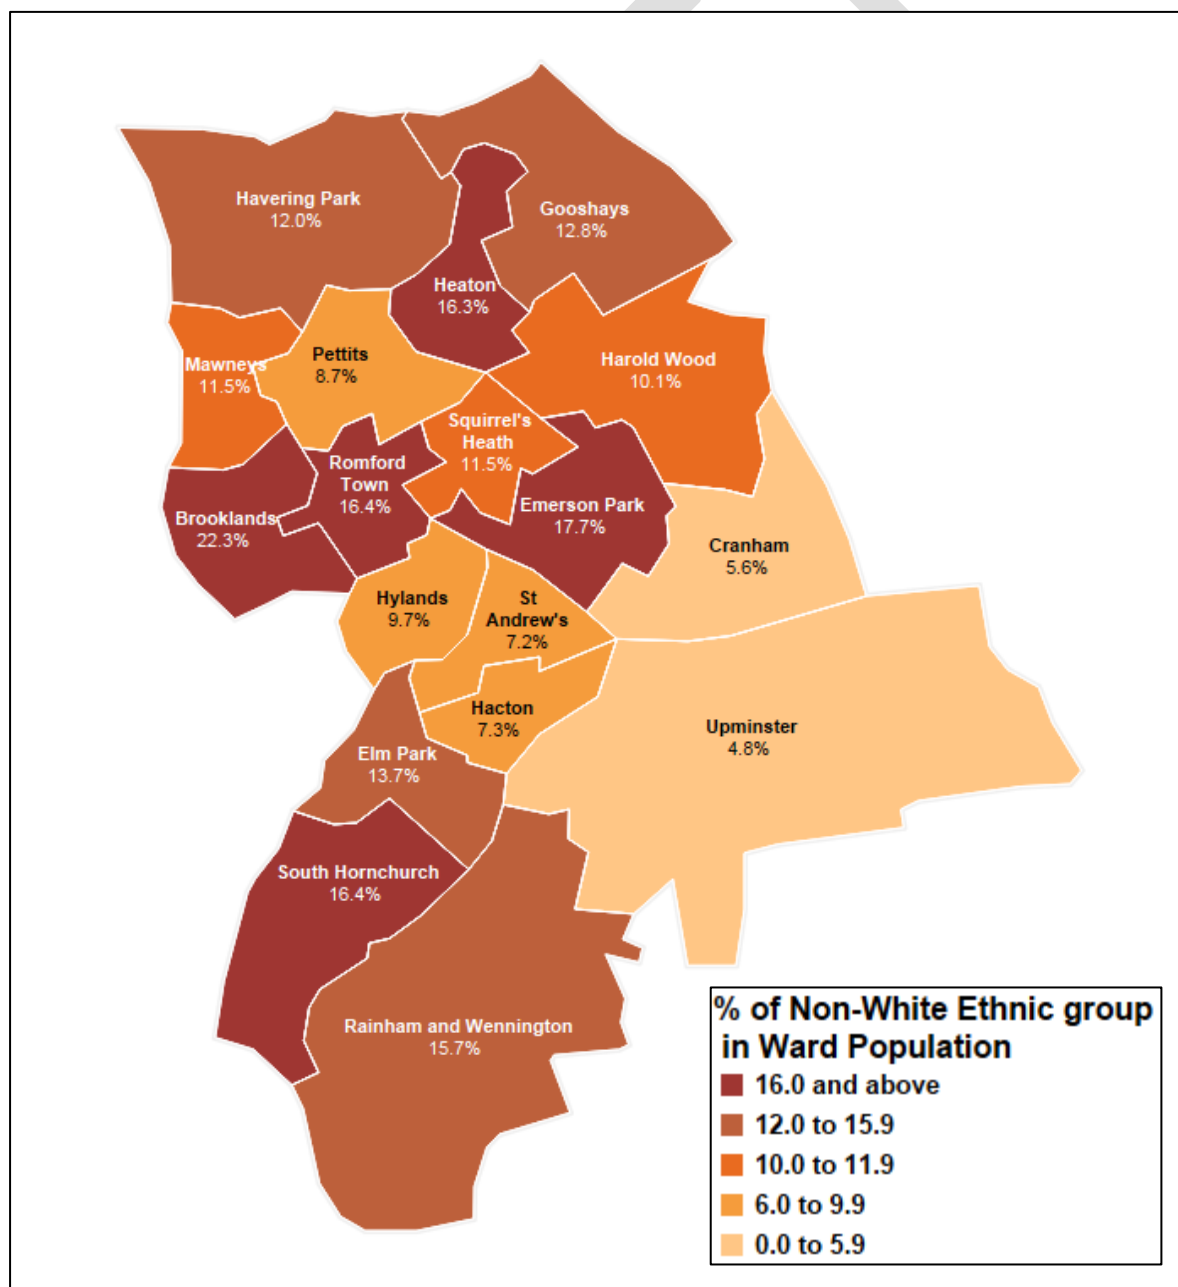 Havering Park
12.0%
Gooshays
12.8%
Heaton
16.3%
Mawneys
11.5%
Pettits
8.7%
Harold Wood
10.1%
Squirrel's
Heath
11.5%
Romford
Town
16.4%
Brooklands
22.3%
Emerson Park
17.7%
Cranham
5.6%
Hylands
9.7%
St
Andrew's
7.2%
Hacton
7.3%
Upminster
4.8%
Elm Park
13.7%
South Hornchurch
16.4%
Rainham and Wennington
15.7%
% of Non-White Ethnic group
in Ward Population
16.0 and above
12.0 to 15.9
10.0 to 11.9
6.0 to 9.9
0.0 to 5.9